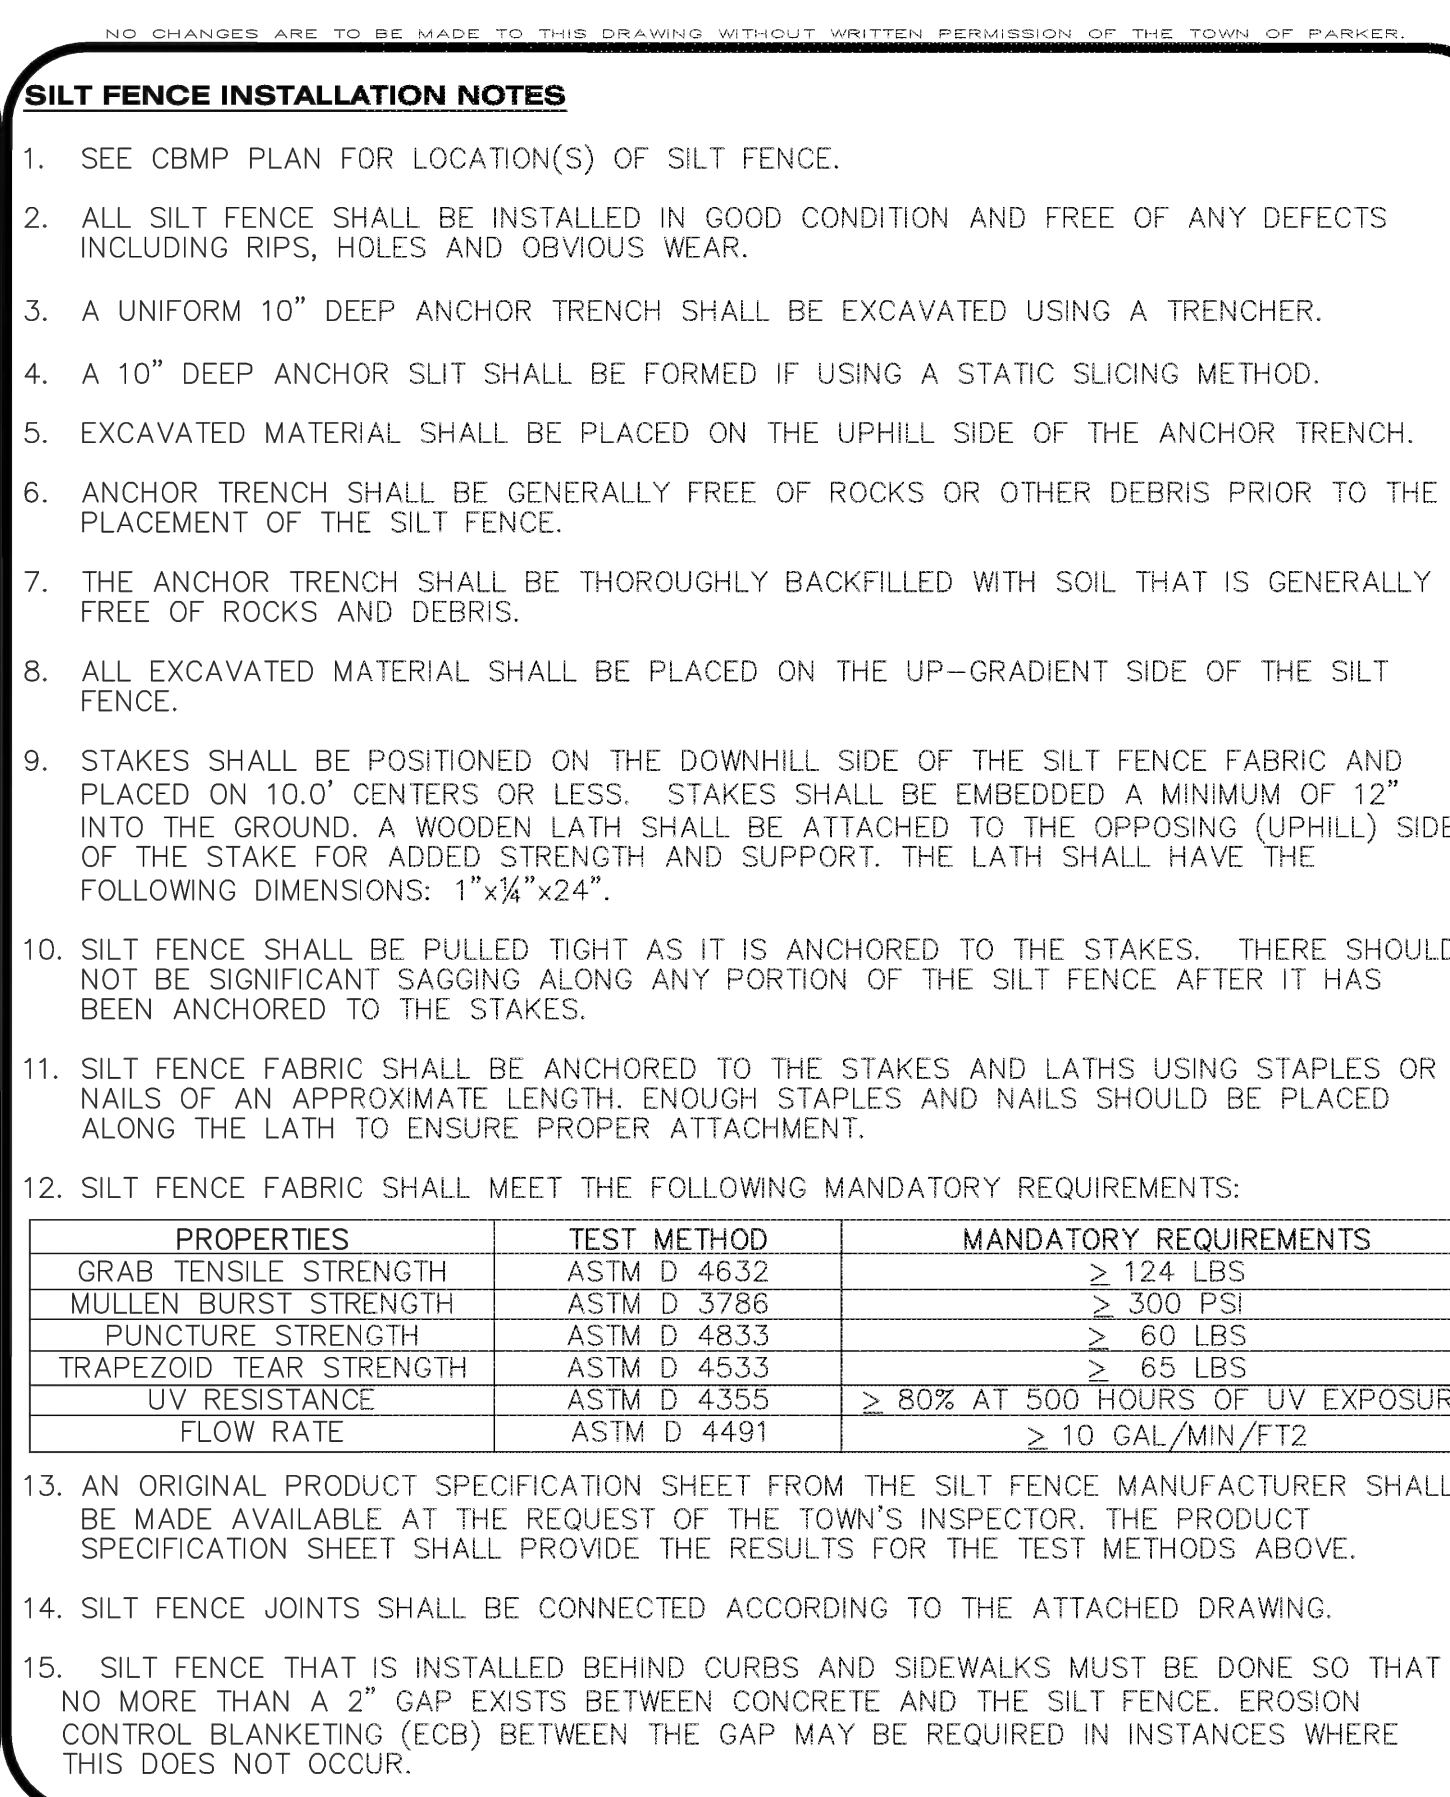 NO CHANGES ARE TO BE MADE TO THIS DRAWING WITHOUT WRITTEN PERMISSION OF THE TOWN OF PARKER.
SILT FENCE INSTALLATION NOTES
1. SEE CBMP PLAN FOR LOCATION(S) OF SILT FENCE.
2. ALL SILT FENCE SHALL BE INSTALLED IN GOOD CONDITION AND FREE OF ANY DEFECTS
INCLUDING RIPS, HOLES AND OBVIOUS WEAR.
3. A UNIFORM 10" DEEP ANCHOR TRENCH SHALL BE EXCAVATED USING A TRENCHER.
4. A 10" DEEP ANCHOR SLIT SHALL BE FORMED IF USING A STATIC SLICING METHOD.
5. EXCAVATED MATERIAL SHALL BE PLACED ON THE UPHILL SIDE OF THE ANCHOR TRENCH.
6. ANCHOR TRENCH SHALL BE GENERALLY FREE OF ROCKS OR OTHER DEBRIS PRIOR TO THE
PLACEMENT OF THE SILT FENCE.
7. THE ANCHOR TRENCH SHALL BE THOROUGHLY BACKFILLED WITH SOIL THAT IS GENERALLY
FREE OF ROCKS AND DEBRIS.
8. ALL EXCAVATED MATERIAL SHALL BE PLACED ON THE UP-GRADIENT SIDE OF THE SILT
FENCE.
9. STAKES SHALL BE POSITIONED ON THE DOWNHILL SIDE OF THE SILT FENCE FABRIC AND
PLACED ON 10.0' CENTERS OR LESS. STAKES SHALL BE EMBEDDED A MINIMUM OF 12"
INTO THE GROUND. A WOODEN LATH SHALL BE ATTACHED TO THE OPPOSING (UPHILL) SIDE
OF THE STAKE FOR ADDED STRENGTH AND SUPPORT. THE LATH SHALL HAVE THE
FOLLOWING DIMENSIONS: 1"x¼"x24".
10. SILT FENCE SHALL BE PULLED TIGHT AS IT IS ANCHORED TO THE STAKES. THERE SHOULD
NOT BE SIGNIFICANT SAGGING ALONG ANY PORTION OF THE SILT FENCE AFTER IT HAS
BEEN ANCHORED TO THE STAKES.
11. SILT FENCE FABRIC SHALL BE ANCHORED TO THE STAKES AND LATHS USING STAPLES OR
NAILS OF AN APPROXIMATE LENGTH. ENOUGH STAPLES AND NAILS SHOULD BE PLACED
ALONG THE LATH TO ENSURE PROPER ATTACHMENT.
12. SILT FENCE FABRIC SHALL MEET THE FOLLOWING MANDATORY REQUIREMENTS:
PROPERTIES TEST METHOD MANDATORY REQUIREMENTS
GRAB TENSILE STRENGTH ASTM D 4632 ≥ 124 LBS
MULLEN BURST STRENGTH ASTM D 3786 ≥ 300 PSI
PUNCTURE STRENGTH ASTM D 4833 ≥ 60 LBS
TRAPEZOID TEAR STRENGTH ASTM D 4533 ≥ 65 LBS
UV RESISTANCE ASTM D 4355 ≥ 80% AT 500 HOURS OF UV EXPOSUR
FLOW RATE ASTM D 4491 ≥ 10 GAL/MIN/FT2
13. AN ORIGINAL PRODUCT SPECIFICATION SHEET FROM THE SILT FENCE MANUFACTURER SHALL
BE MADE AVAILABLE AT THE REQUEST OF THE TOWN'S INSPECTOR. THE PRODUCT
SPECIFICATION SHEET SHALL PROVIDE THE RESULTS FOR THE TEST METHODS ABOVE.
14. SILT FENCE JOINTS SHALL BE CONNECTED ACCORDING TO THE ATTACHED DRAWING.
15. SILT FENCE THAT IS INSTALLED BEHIND CURBS AND SIDEWALKS MUST BE DONE SO THAT
NO MORE THAN A 2" GAP EXISTS BETWEEN CONCRETE AND THE SILT FENCE. EROSION
CONTROL BLANKETING (ECB) BETWEEN THE GAP MAY BE REQUIRED IN INSTANCES WHERE
THIS DOES NOT OCCUR.